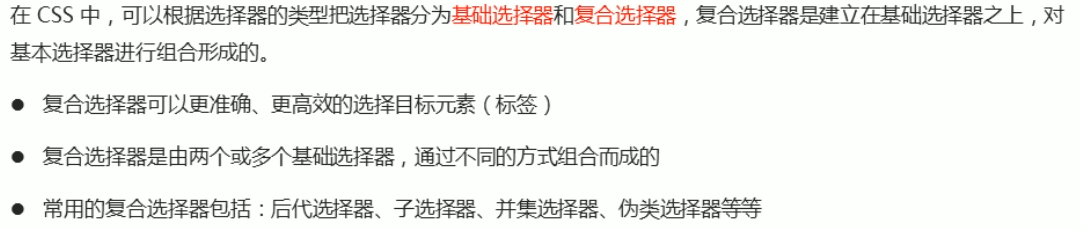 在 CSS 中，可以根据选择器的类型把选择器分为基础选择器和复合选择器，复合选择器是建立在基础选择器之上，对
基本选择器进行组合形成的。
● 复合选择器可以更准确、更高效的选择目标元素（标签）
● 复合选择器是由两个或多个基础选择器，通过不同的方式组合而成的
● 常用的复合选择器包括：后代选择器、子选择器、并集选择器、伪类选择器等等